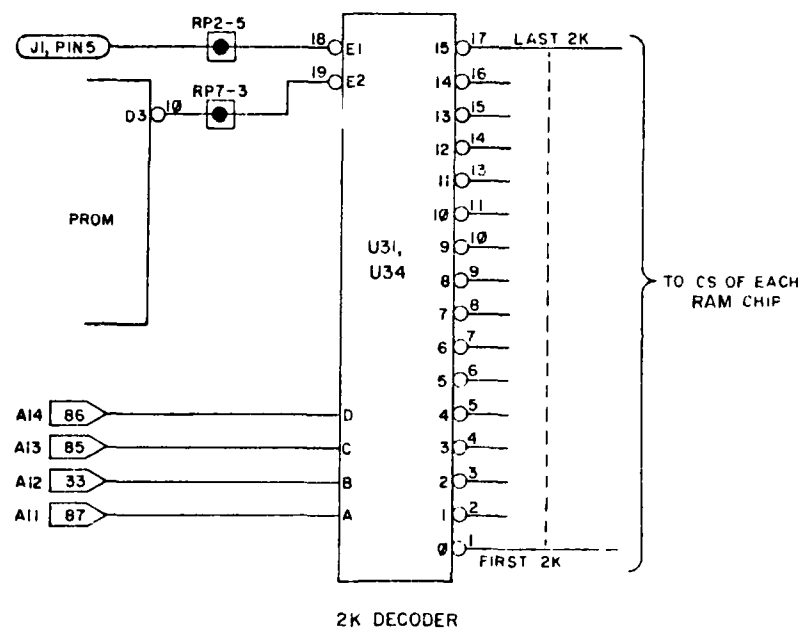 RP2-5
J1, PIN5
18
E1
15
17
LAST 2K
19
E2
14
16
RP7-3
13
15
D3
10
12
14
11
13
PROM
10
11
U31,
U34
9
10
8
9
TO CS OF EACH
RAM CHIP
7
8
6
7
5
6
A14
86
D
4
5
A13
85
C
3
4
A12
33
B
2
3
A11
87
A
1
2
0
1
FIRST 2K
2K DECODER